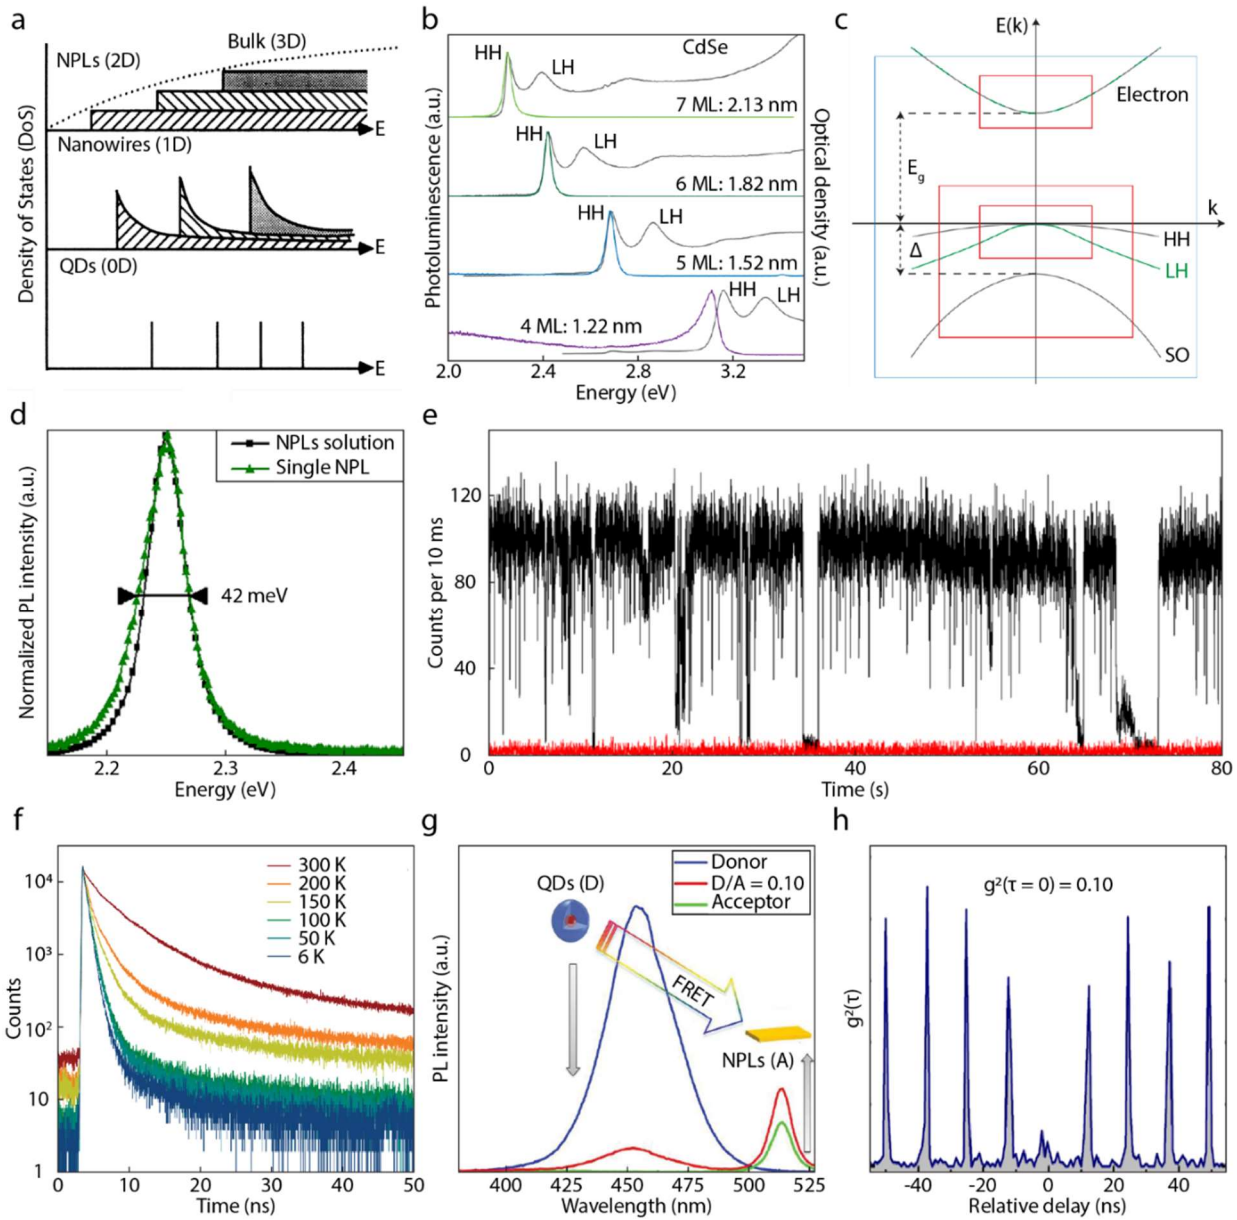 a
Density of States (DoS)
Bulk (3D)
NPLs (2D)
E
Nanowires (1D)
E
QDs (0D)
E
b
Photoluminescence (a.u.)
Optical density (a.u.)
CdSe
HH
LH
7 ML: 2.13 nm
HH
LH
6 ML: 1.82 nm
HH
LH
5 ML: 1.52 nm
HH
LH
4 ML: 1.22 nm
2.0 2.4 2.8 3.2
Energy (eV)
c
E(k)
Electron
Eg
k
Δ
HH
LH
SO
d
Normalized PL intensity (a.u.)
NPLs solution
Single NPL
42 meV
2.2 2.3 2.4
Energy (eV)
e
Counts per 10 ms
120
80
40
0
0 20 40 60 80
Time (s)
f
Counts
10⁴
10³
10²
10
1
300 K
200 K
150 K
100 K
50 K
6 K
0 10 20 30 40 50
Time (ns)
g
PL intensity (a.u.)
Donor
D/A = 0.10
Acceptor
QDs (D)
FRET
NPLs (A)
400 425 450 475 500 525
Wavelength (nm)
h
g²(τ)
g²(τ = 0) = 0.10
-40 -20 0 20 40
Relative delay (ns)